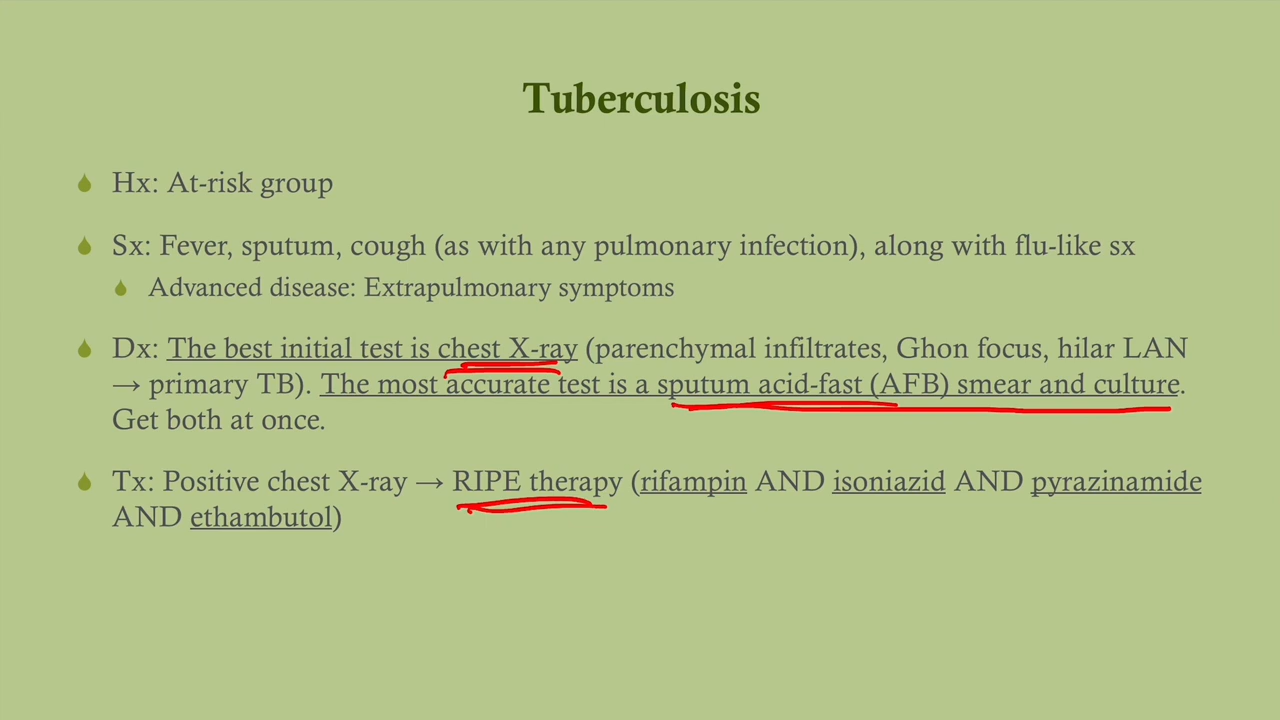 Tuberculosis
Hx: At-risk group
Sx: Fever, sputum, cough (as with any pulmonary infection), along with flu-like sx
Advanced disease: Extrapulmonary symptoms
Dx: The best initial test is chest X-ray (parenchymal infiltrates, Ghon focus, hilar LAN
→ primary TB). The most accurate test is a sputum acid-fast (AFB) smear and culture.
Get both at once.
Tx: Positive chest X-ray → RIPE therapy (rifampin AND isoniazid AND pyrazinamide
AND ethambutol)